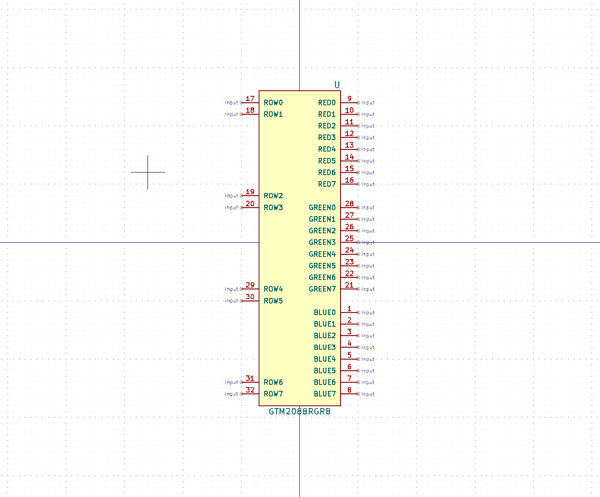 U
Input 17 ROW0 RED0 9 Input
Input 18 ROW1 RED1 10 Input
RED2 11 Input
RED3 12 Input
RED4 13 Input
RED5 14 Input
RED6 15 Input
RED7 16 Input
Input 19 ROW2
Input 20 ROW3 GREEN0 28 Input
GREEN1 27 Input
GREEN2 26 Input
GREEN3 25 Input
GREEN4 24 Input
GREEN5 23 Input
GREEN6 22 Input
Input 29 ROW4 GREEN7 21 Input
Input 30 ROW5
BLUE0 1 Input
BLUE1 2 Input
BLUE2 3 Input
BLUE3 4 Input
BLUE4 5 Input
BLUE5 6 Input
Input 31 ROW6 BLUE6 7 Input
Input 32 ROW7 BLUE7 8 Input
GTM2088RGRB